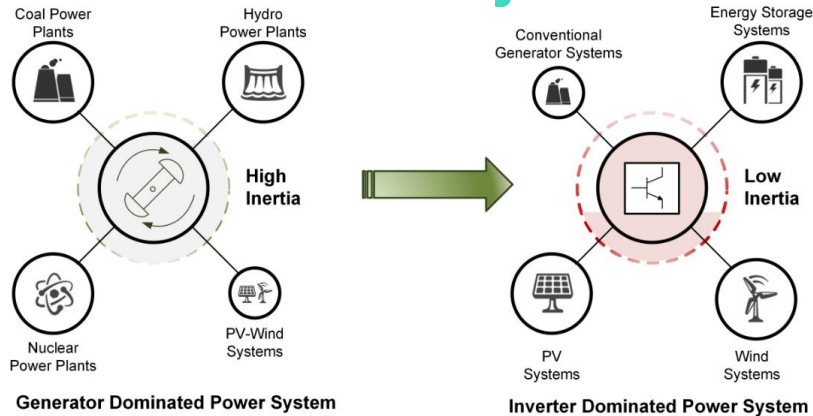 Coal Power
Plants
Hydro
Power Plants
High
Inertia
Nuclear
Power Plants
PV-Wind
Systems
Generator Dominated Power System
Conventional
Generator Systems
Energy Storage
Systems
Low
Inertia
PV
Systems
Wind
Systems
Inverter Dominated Power System